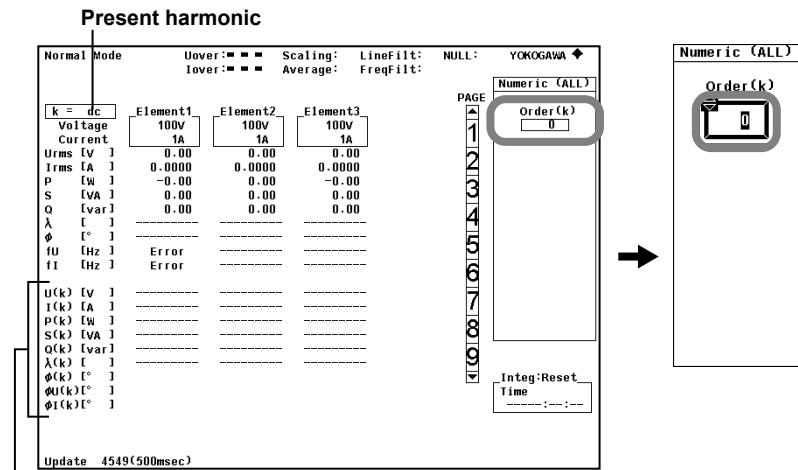 Present harmonic
Normal Mode Uover: Scaling: LineFilt: NULL: YOKOGAWA ◆
Iover: Average: FreqFilt:
PAGE Numeric (ALL)
k = dc Element1 Element2 Element3
Order(k)
0
Voltage 100V 100V 100V
Current 1A 1A 1A
Urms [V ] 0.00 0.00 0.00
Irms [A ] 0.0000 0.0000 0.0000
P [W ] -0.00 0.00 -0.00
S [VA ] 0.00 0.00 0.00
Q [var] 0.00 0.00 0.00
λ [ ] --------- --------- ---------
φ [° ] --------- --------- ---------
fU [Hz ] Error --------- ---------
fI [Hz ] Error --------- ---------
U(k) [V ] --------- --------- ---------
I(k) [A ] --------- --------- ---------
P(k) [W ] --------- --------- ---------
S(k) [VA ] --------- --------- ---------
Q(k) [var] --------- --------- ---------
λ(k) [ ] --------- --------- ---------
φ(k) [° ]
φU(k)[° ]
φI(k)[° ]
1
2
3
4
5
6
7
8
9
Integ:Reset
Time
-----:--:--
Update 4549(500msec)
Numeric (ALL)
Order(k)
0